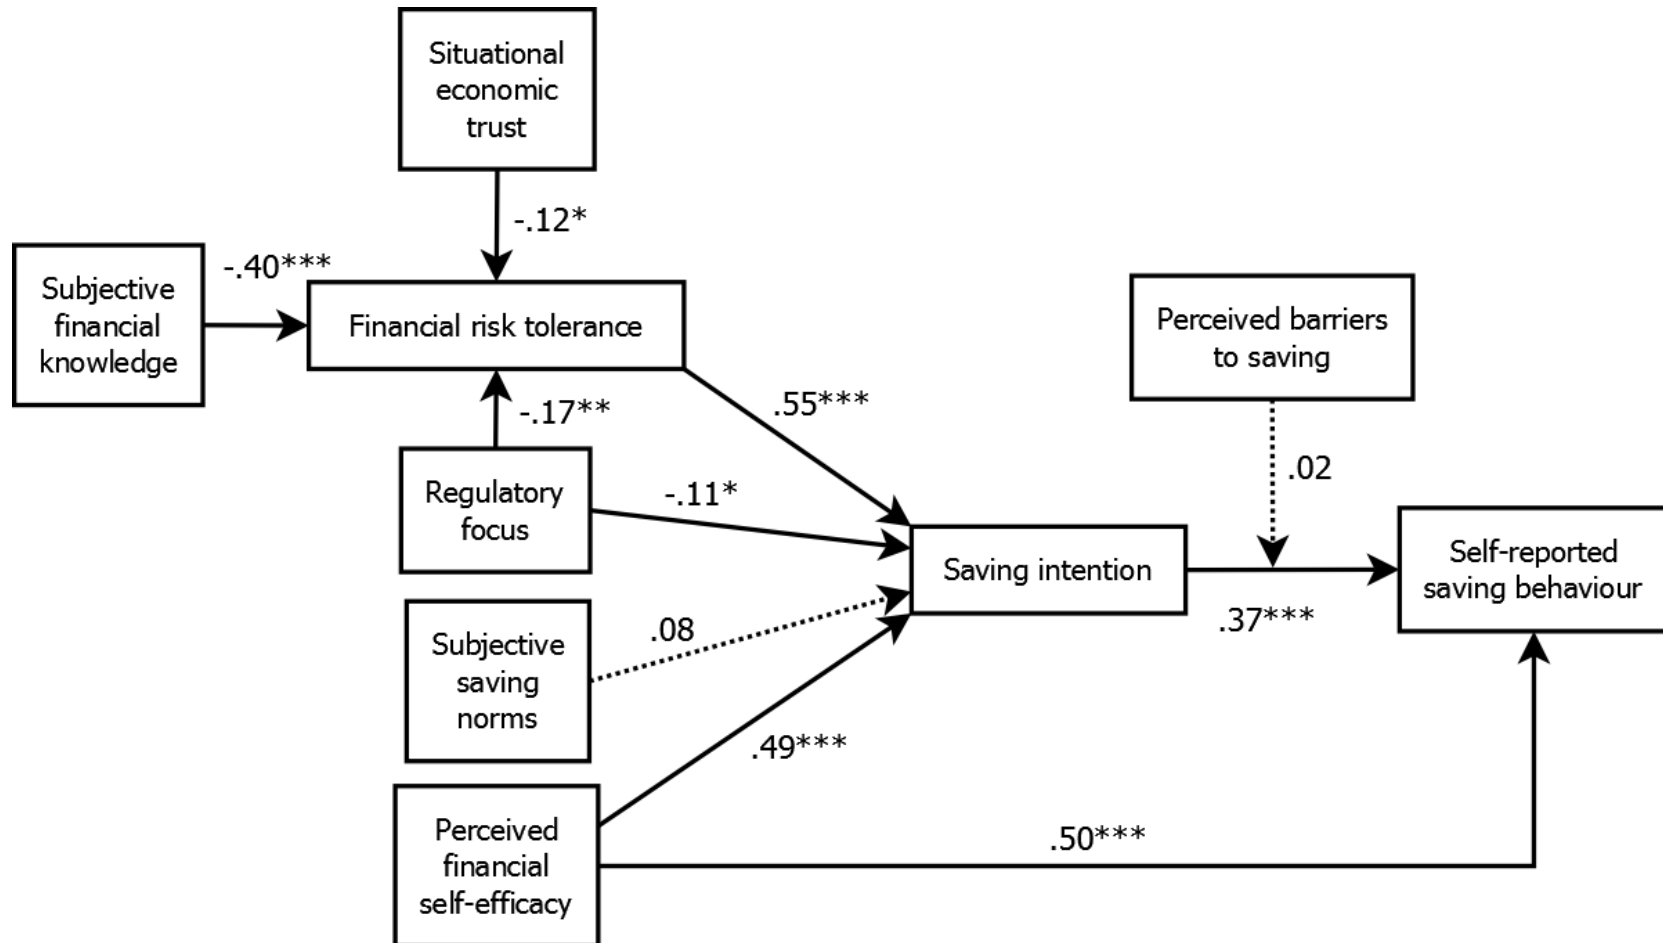 Situational
economic
trust
-.12*
-.40***
Subjective
financial
knowledge
Financial risk tolerance
Perceived barriers
to saving
-.17**
.55***
Regulatory
focus
-.11*
.02
Saving intention
Self-reported
saving behaviour
.37***
Subjective
saving
norms
.08
.49***
Perceived
financial
self-efficacy
.50***